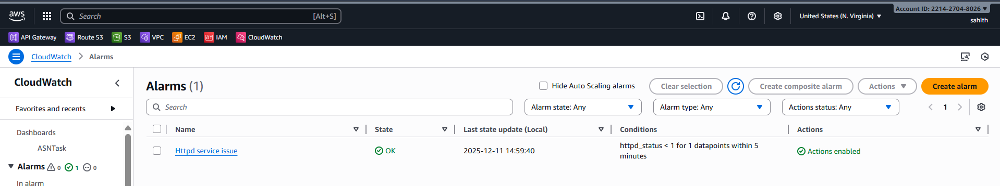 aws Search [Alt+S] United States (N. Virginia) Account ID: 2214-2704-8026
sahith
API Gateway Route 53 S3 VPC EC2 IAM CloudWatch
CloudWatch Alarms
CloudWatch
Favorites and recents
Dashboards
ASNTask
Alarms 0 1 0
In alarm
Alarms (1) Hide Auto Scaling alarms Clear selection Create composite alarm Actions Create alarm
Search Alarm state: Any Alarm type: Any Actions status: Any 1
Name State Last state update (Local) Conditions Actions
Httpd service issue OK 2025-12-11 14:59:40 httpd_status < 1 for 1 datapoints within 5
minutes Actions enabled